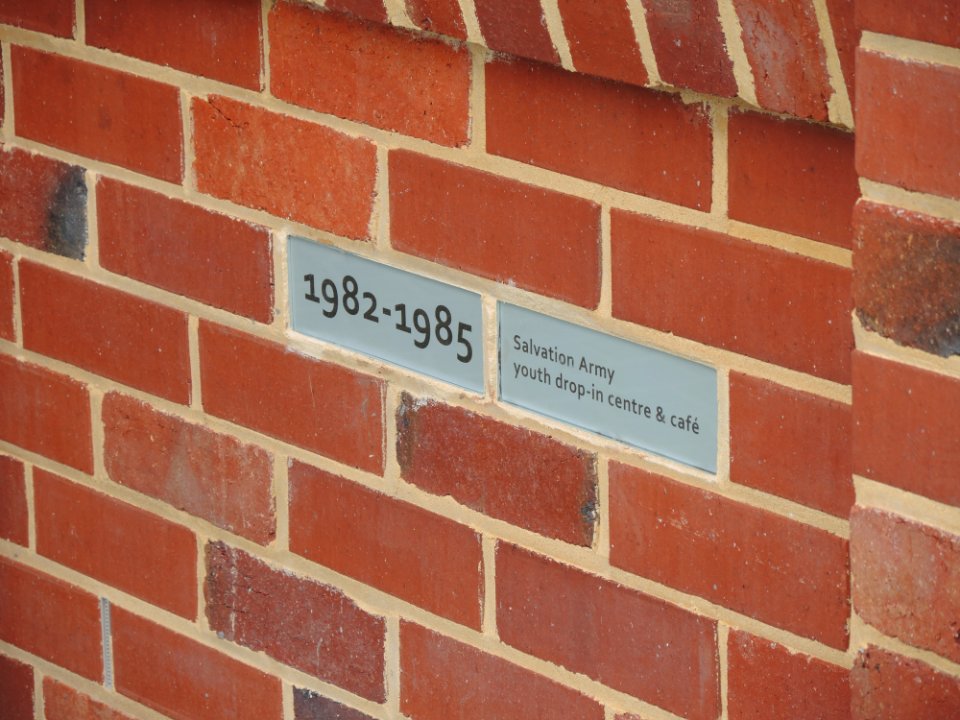 1982-1985
Salvation Army
youth drop-in centre & café